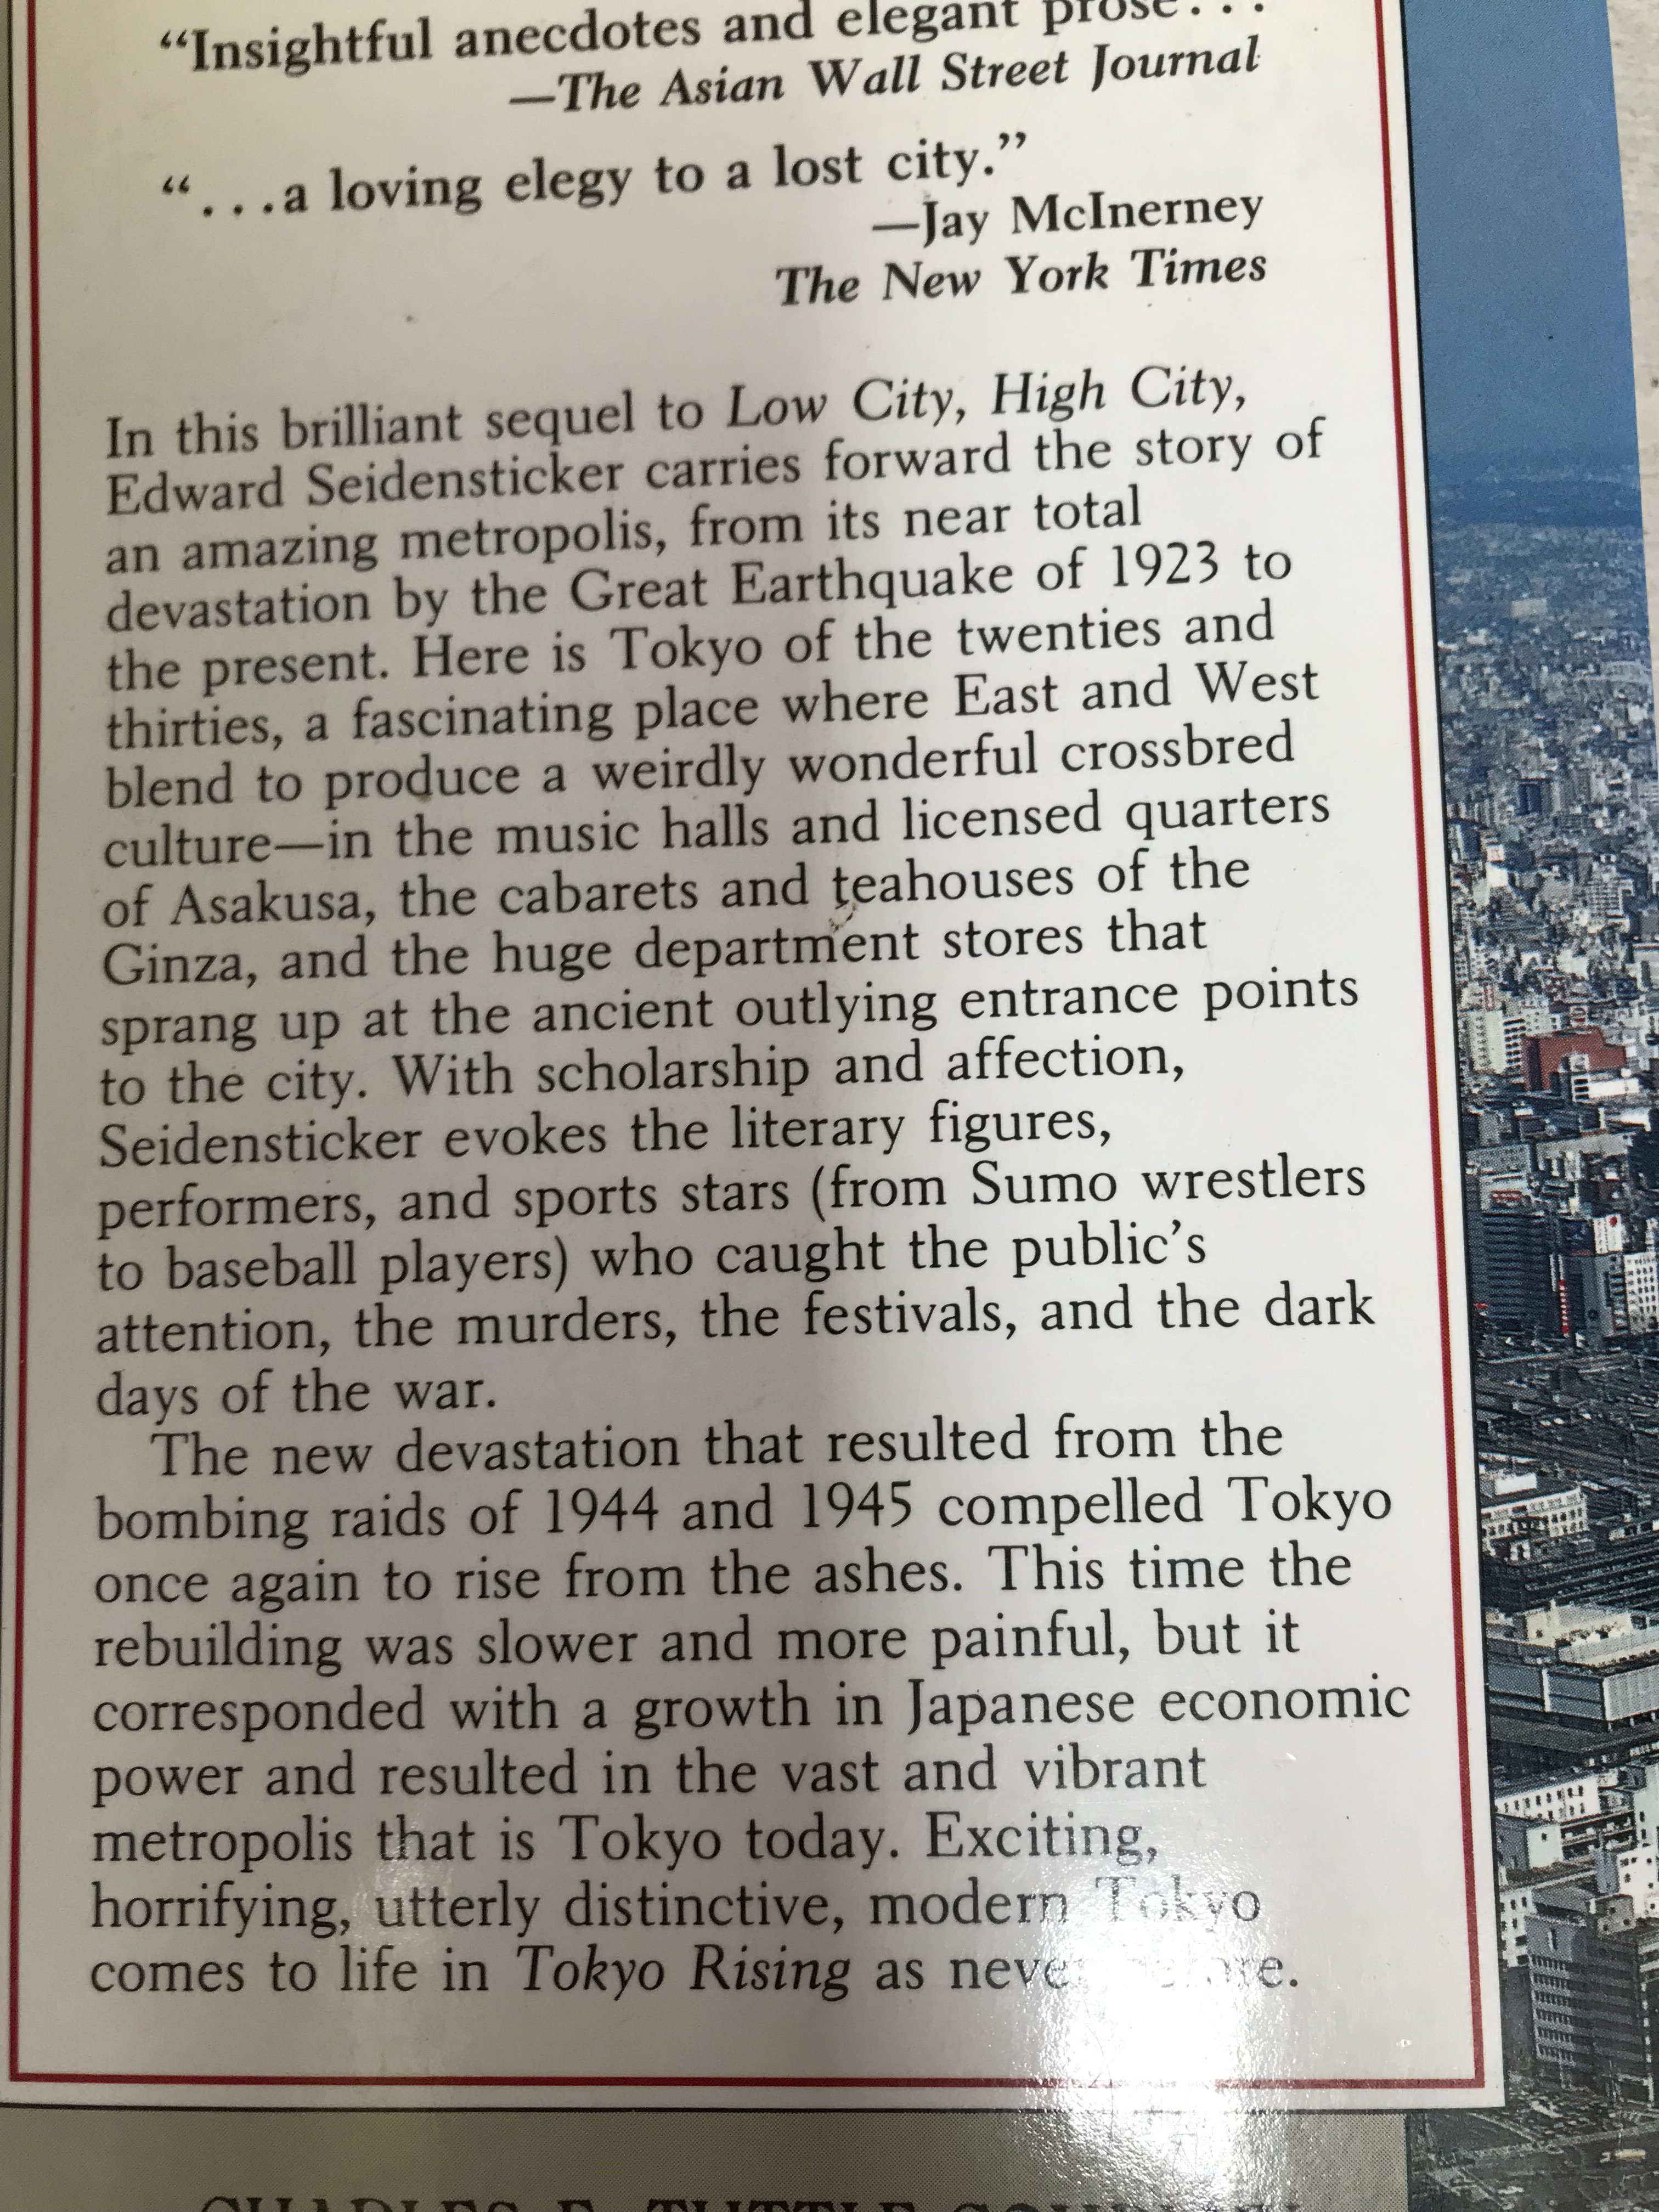 “Insightful anecdotes and elegant prose...
—The Asian Wall Street Journal
“...a loving elegy to a lost city.”
—Jay McInerney
The New York Times
In this brilliant sequel to Low City, High City,
Edward Seidensticker carries forward the story of
an amazing metropolis, from its near total
devastation by the Great Earthquake of 1923 to
the present. Here is Tokyo of the twenties and
thirties, a fascinating place where East and West
blend to produce a weirdly wonderful crossbred
culture—in the music halls and licensed quarters
of Asakusa, the cabarets and teahouses of the
Ginza, and the huge department stores that
sprang up at the ancient outlying entrance points
to the city. With scholarship and affection,
Seidensticker evokes the literary figures,
performers, and sports stars (from Sumo wrestlers
to baseball players) who caught the public’s
attention, the murders, the festivals, and the dark
days of the war.
The new devastation that resulted from the
bombing raids of 1944 and 1945 compelled Tokyo
once again to rise from the ashes. This time the
rebuilding was slower and more painful, but it
corresponded with a growth in Japanese economic
power and resulted in the vast and vibrant
metropolis that is Tokyo today. Exciting,
horrifying, utterly distinctive, modern Tokyo
comes to life in Tokyo Rising as never before.
CHARLES E. TUTTLE